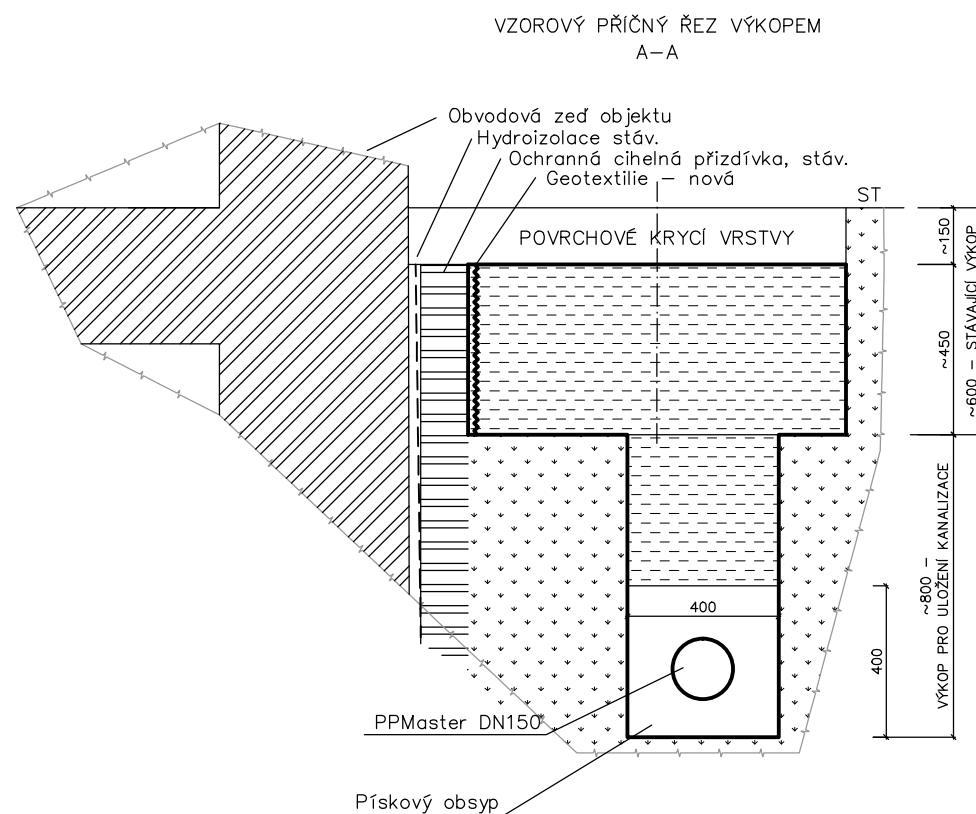 VZOROVÝ PŘÍČNÝ ŘEZ VÝKOPEM
A-A
Obvodová zeď objektu
Hydroizolace stáv.
Ochranná cihelná přizdívka, stáv.
Geotextilie – nová
ST
POVRCHOVÉ KRYCÍ VRSTVY
~150
~450
~600 – STÁVAJÍCÍ VÝKOP
~800 –
VÝKOP PRO ULOŽENÍ KANALIZACE
400
400
PPMaster DN150
Pískový obsyp